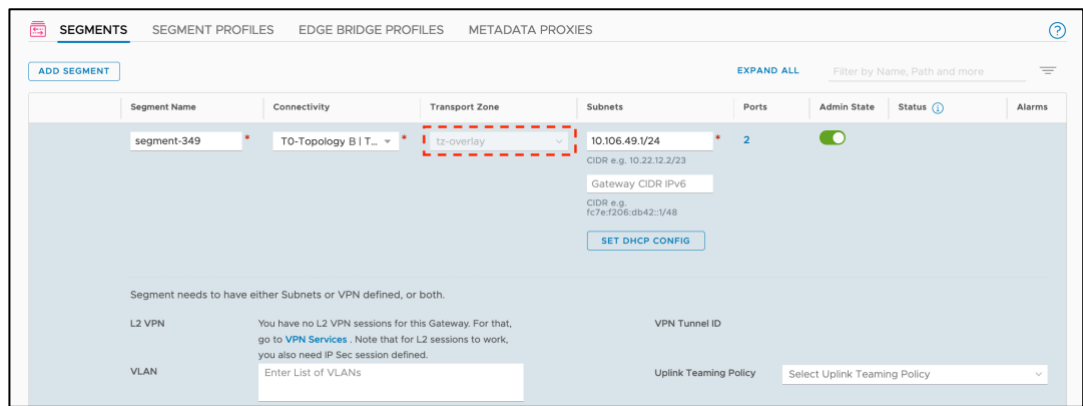 SEGMENTS SEGMENT PROFILES EDGE BRIDGE PROFILES METADATA PROXIES ?
ADD SEGMENT EXPAND ALL Filter by Name, Path and more
Segment Name Connectivity Transport Zone Subnets Ports Admin State Status i Alarms
segment-349 * T0-Topology B | T... * tz-overlay 10.106.49.1/24 * 2
CIDR e.g. 10.22.12.2/23
Gateway CIDR IPv6
CIDR e.g.
fc7e:f206:db42::1/48
SET DHCP CONFIG
Segment needs to have either Subnets or VPN defined, or both.
L2 VPN You have no L2 VPN sessions for this Gateway. For that, VPN Tunnel ID
go to VPN Services . Note that for L2 sessions to work,
you also need IP Sec session defined.
VLAN Enter List of VLANs Uplink Teaming Policy Select Uplink Teaming Policy